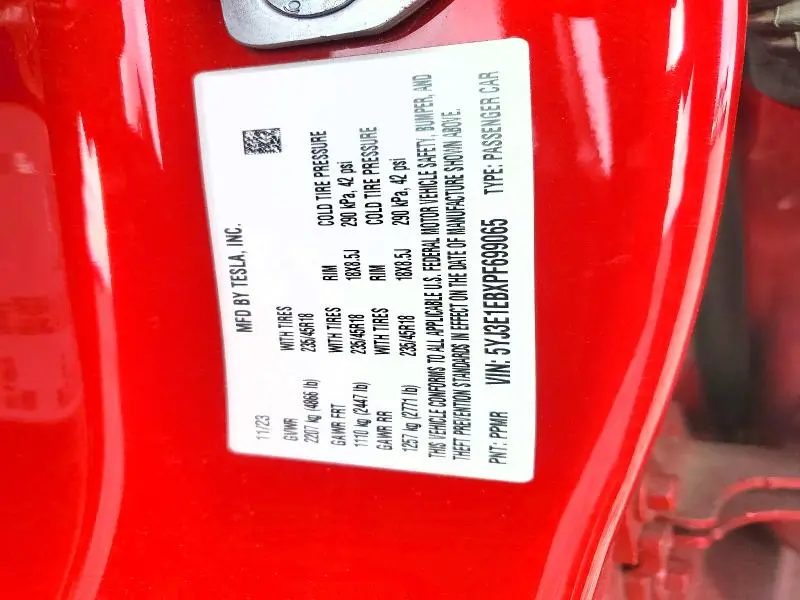 MFD BY TESLA, INC.
11/23
GVWR WITH TIRES RIM COLD TIRE PRESSURE
2207 kg (4866 lb) 235/45R18 18X8.5J 290 kPa, 42 psi
GAWR FRT WITH TIRES RIM COLD TIRE PRESSURE
1110 kg (2447 lb) 235/45R18 18X8.5J 290 kPa, 42 psi
GAWR RR WITH TIRES
1257 kg (2771 lb) 235/45R18
THIS VEHICLE CONFORMS TO ALL APPLICABLE U.S. FEDERAL MOTOR VEHICLE SAFETY, BUMPER, AND
THEFT PREVENTION STANDARDS IN EFFECT ON THE DATE OF MANUFACTURE SHOWN ABOVE.
PNT: PPMR VIN: 5YJ3E1EBXPF699065 TYPE: PASSENGER CAR